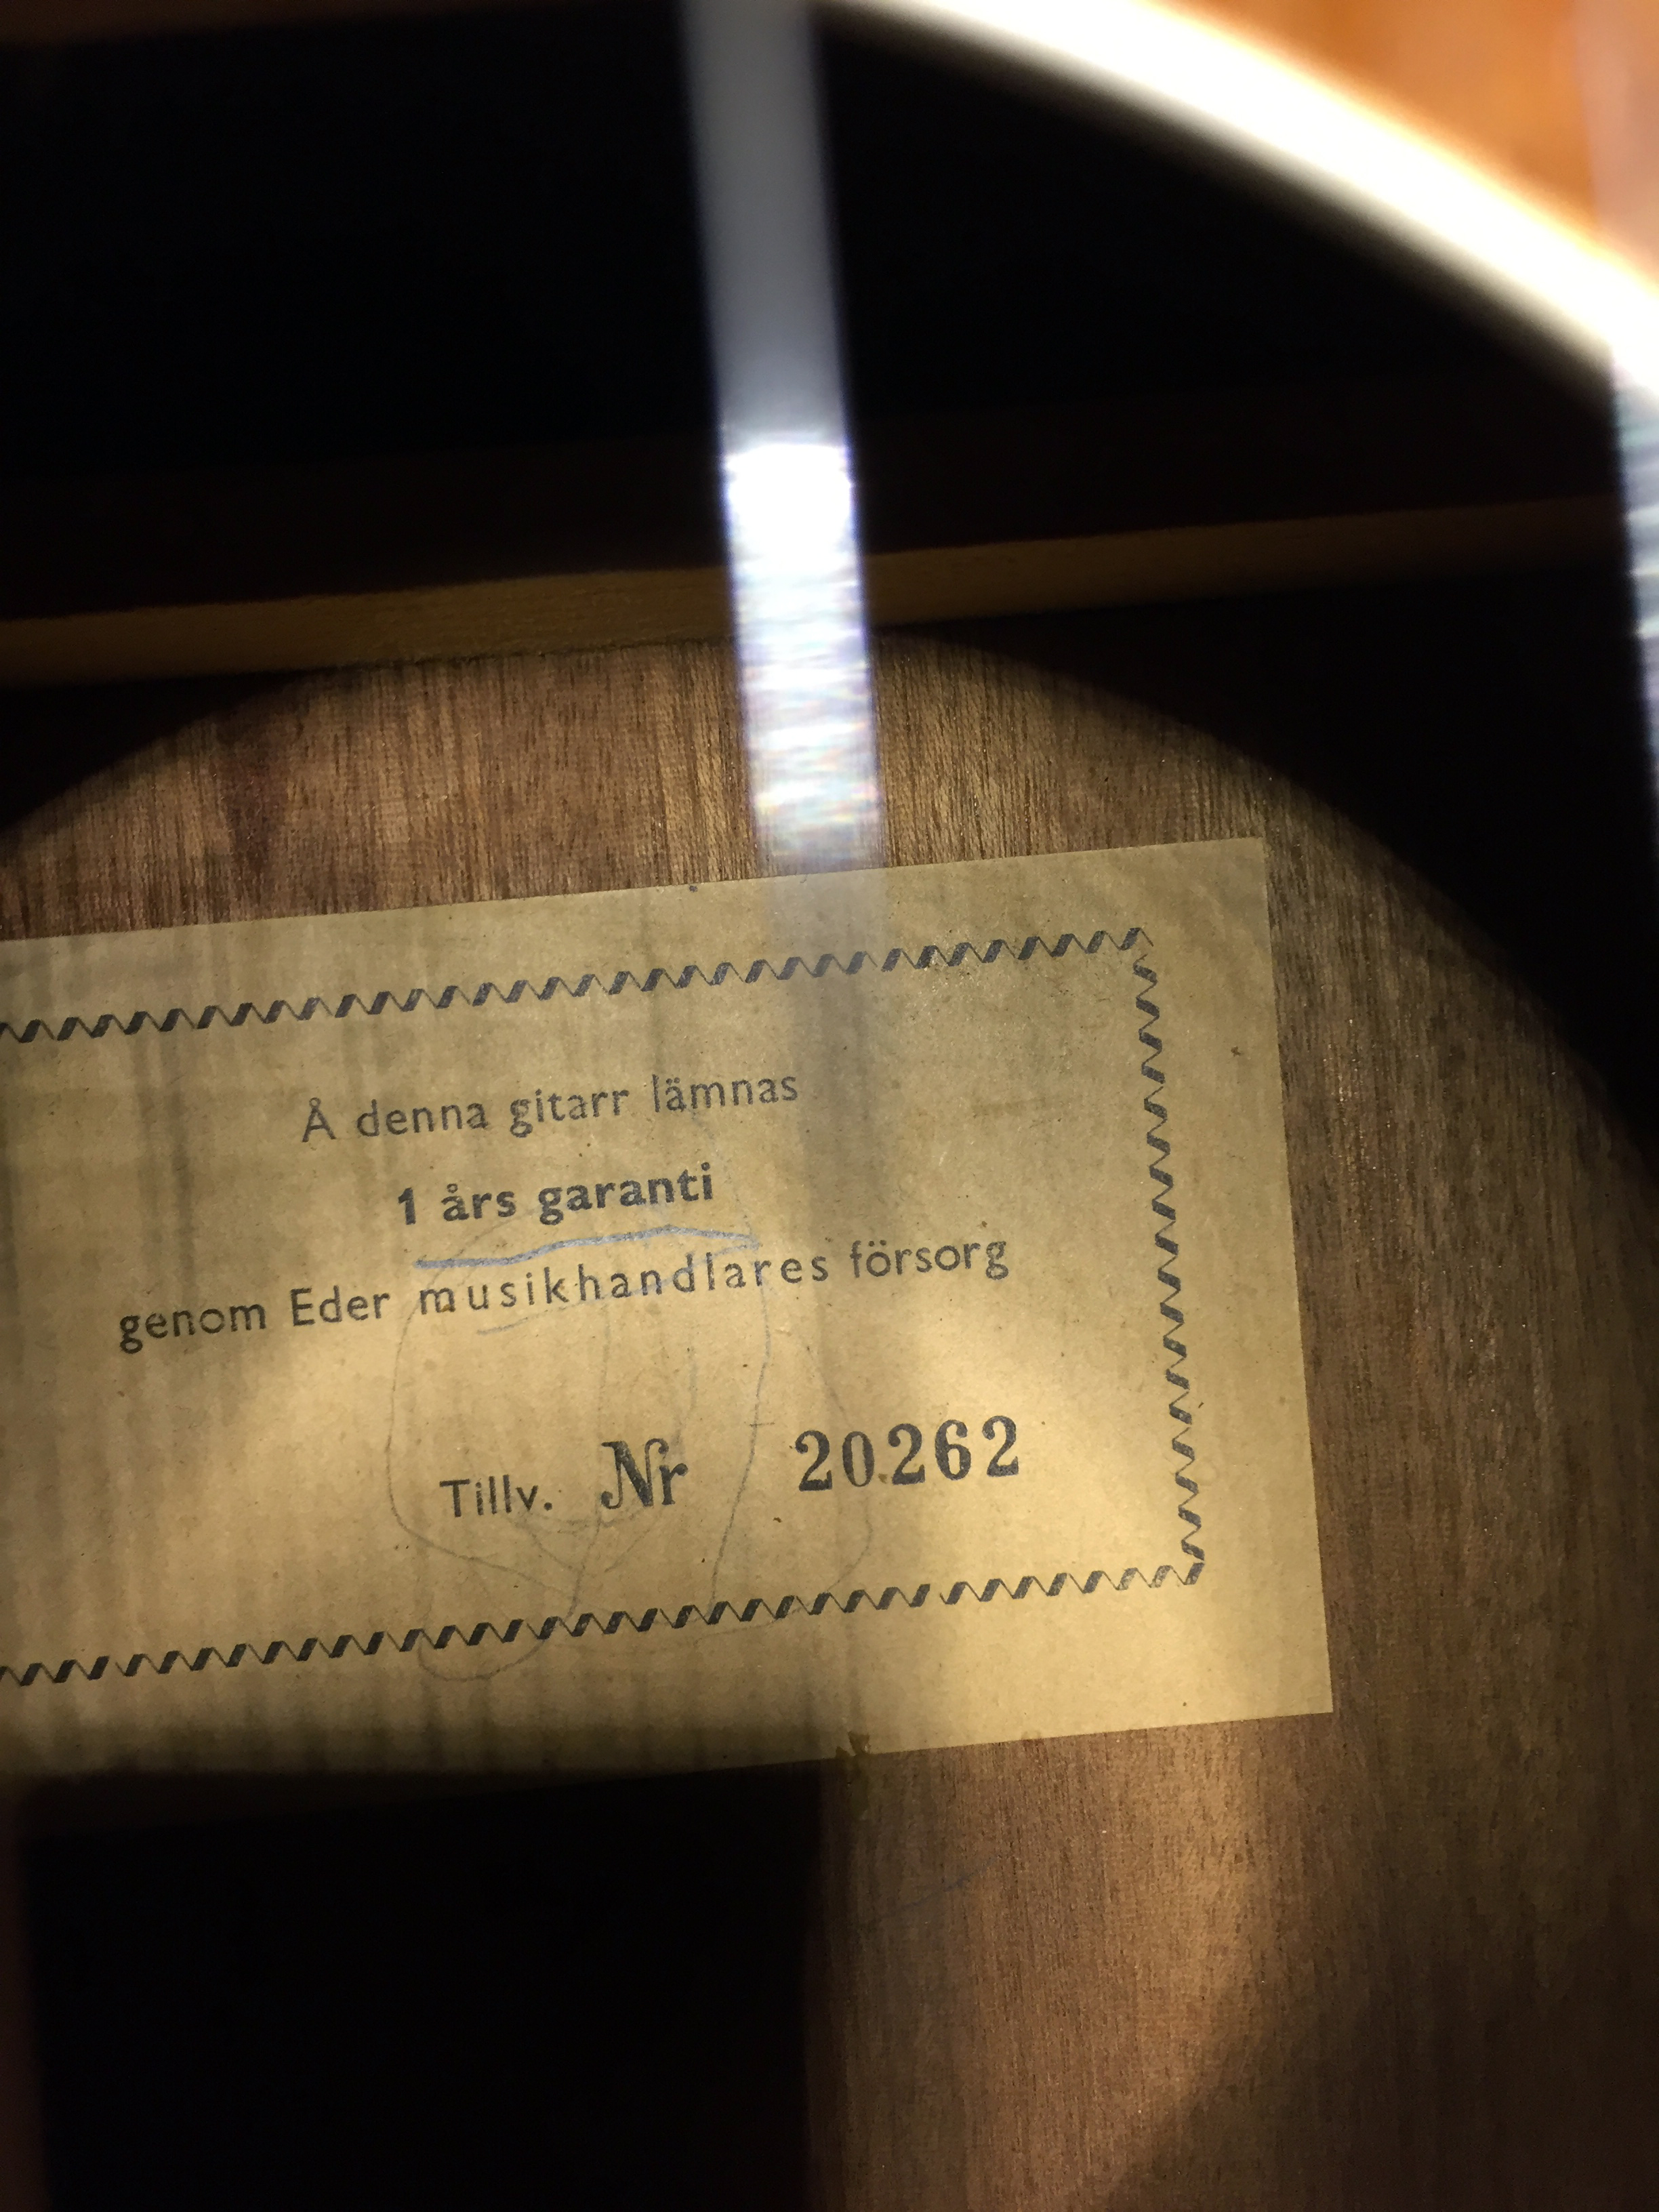 Å denna gitarr lämnas
1 års garanti
genom Eder musikhandlares försorg
Tillv. Nr 20262